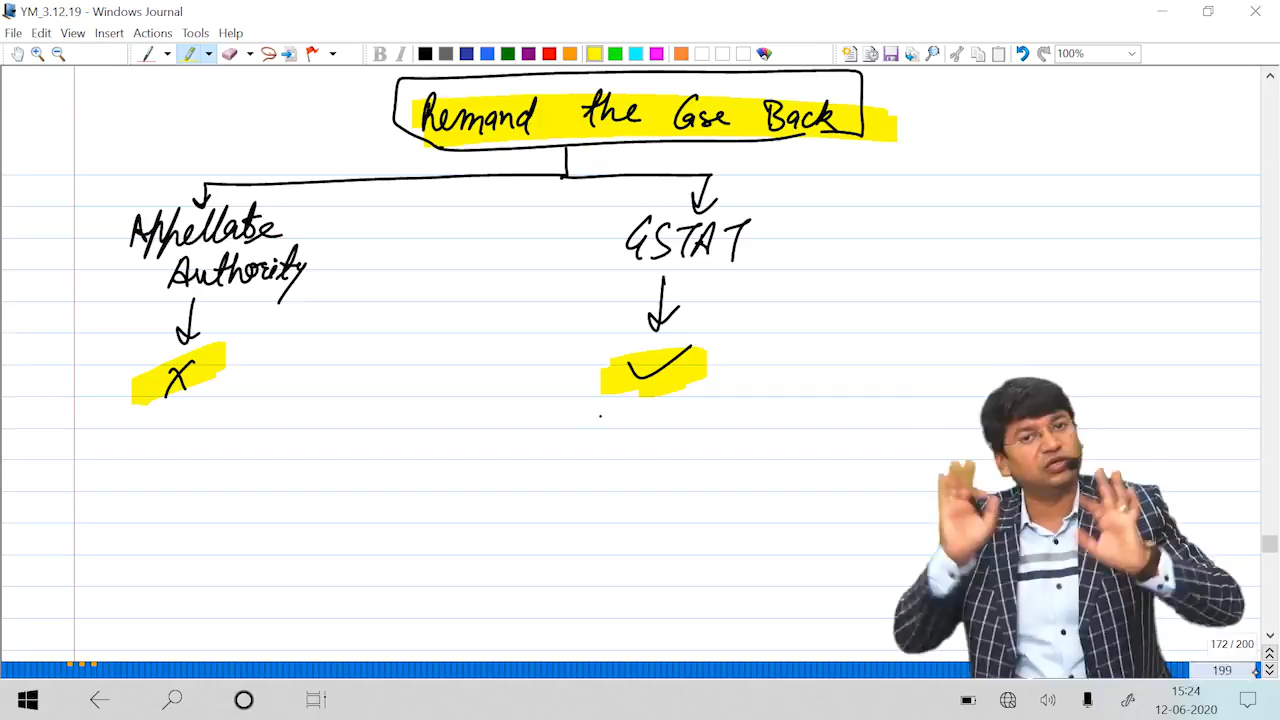 YM_3.12.19 - Windows Journal
File Edit View Insert Actions Tools Help
B I 100%
Remand the Case Back
Appellate
Authority
GSTAT
X
172 / 200
199
15:24
12-06-2020